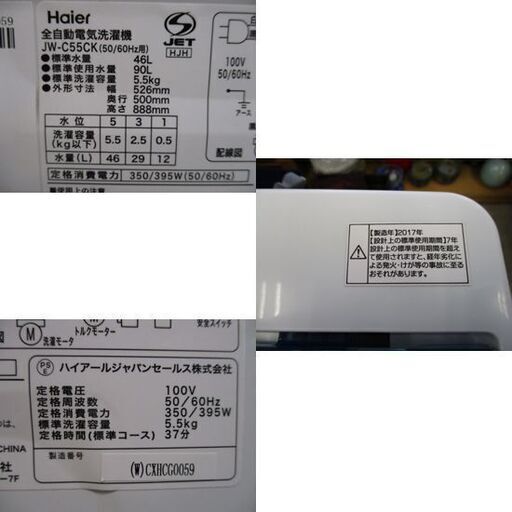 0059
Haier
全自動電気洗濯機
JW-C55CK(50/60Hz用)
JET
HJH
●標準水量 46L
●標準使用水量 90L
●標準洗濯容量 5.5kg
●外形寸法 幅 526mm
奥行 500mm
高さ 888mm
水位 5 3 1
洗濯容量(kg以下) 5.5 2.5 0.5
水量(L) 46 29 12
定格消費電力 350/395W(50/60Hz)
100V
50/60Hz
アース
配線図
【製造年】2017年
【設計上の標準使用期間】7年
設計上の標準使用期間を超え
て使用されますと、経年劣化に
よる発火・けが等の事故に至る
おそれがあります。
M
トルクモーター
安全スイッチ
M
洗濯モータ
PS
E
ハイアールジャパンセールス株式会社
定格電圧 100V
定格周波数 50/60Hz
定格消費電力 350/395W
標準洗濯容量 5.5kg
定格時間(標準コース) 37分
製造番号
(W)CXHCG0059
CHINA
ー7F